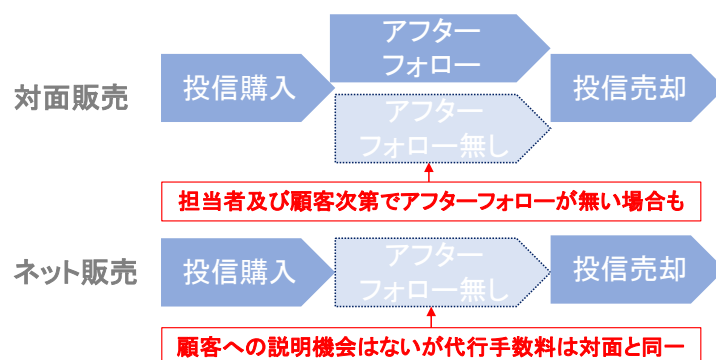 対面販売
投信購入
アフター
フォロー
アフター
フォロー無し
投信売却
担当者及び顧客次第でアフターフォローが無い場合も
ネット販売
投信購入
アフター
フォロー無し
投信売却
顧客への説明機会はないが代行手数料は対面と同一